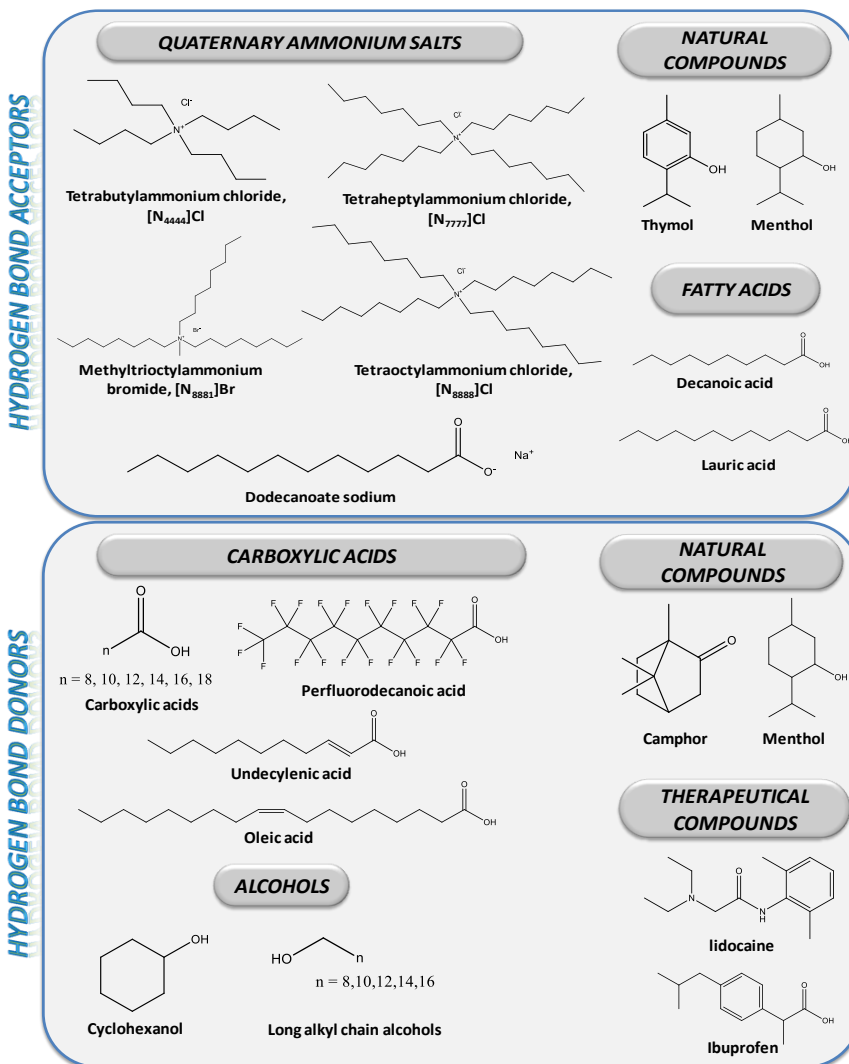 HYDROGEN BOND ACCEPTORS
QUATERNARY AMMONIUM SALTS
Cl-
N+
Tetrabutylammonium chloride,
[N4444]Cl
Cl-
N+
Tetraheptylammonium chloride,
[N7777]Cl
Br-
N+
Methyltrioctylammonium
bromide, [N8881]Br
Cl-
N+
Tetraoctylammonium chloride,
[N8888]Cl
O
O-
Na+
Dodecanoate sodium
NATURAL
COMPOUNDS
OH
Thymol
OH
Menthol
FATTY ACIDS
O
OH
Decanoic acid
O
OH
Lauric acid
HYDROGEN BOND DONORS
CARBOXYLIC ACIDS
O
n
OH
n = 8, 10, 12, 14, 16, 18
Carboxylic acids
F F F F F F F F O
F
F
OH
F F F F F F F F F
Perfluorodecanoic acid
O
OH
Undecylenic acid
O
OH
Oleic acid
ALCOHOLS
OH
Cyclohexanol
HO
n
n = 8,10,12,14,16
Long alkyl chain alcohols
NATURAL
COMPOUNDS
O
Camphor
OH
Menthol
THERAPEUTICAL
COMPOUNDS
O
N
N
H
lidocaine
O
OH
Ibuprofen